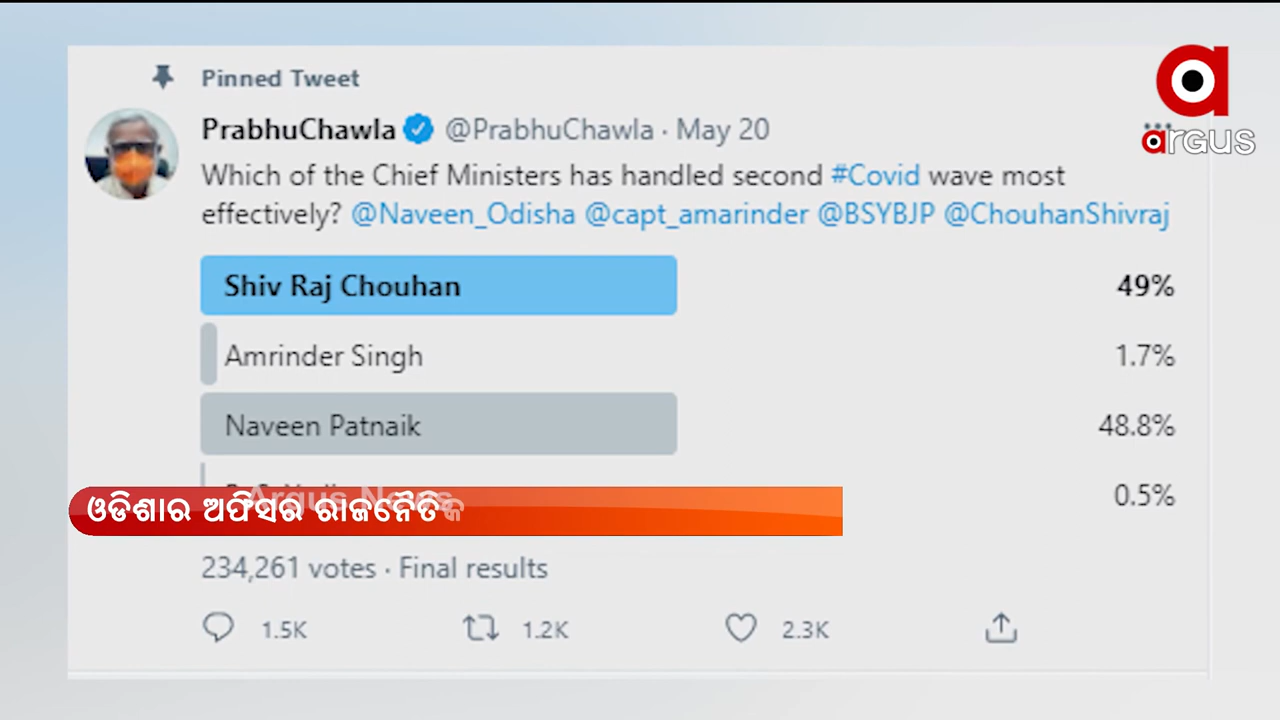 Pinned Tweet
PrabhuChawla @PrabhuChawla · May 20
Which of the Chief Ministers has handled second #Covid wave most
effectively? @Naveen_Odisha @capt_amarinder @BSYBJP @ChouhanShivraj
Shiv Raj Chouhan 49%
Amrinder Singh 1.7%
Naveen Patnaik 48.8%
0.5%
Argus News
ଓଡିଶାର ଅଫିସର ରାଜନୈତିକ
234,261 votes · Final results
1.5K 1.2K 2.3K
argus